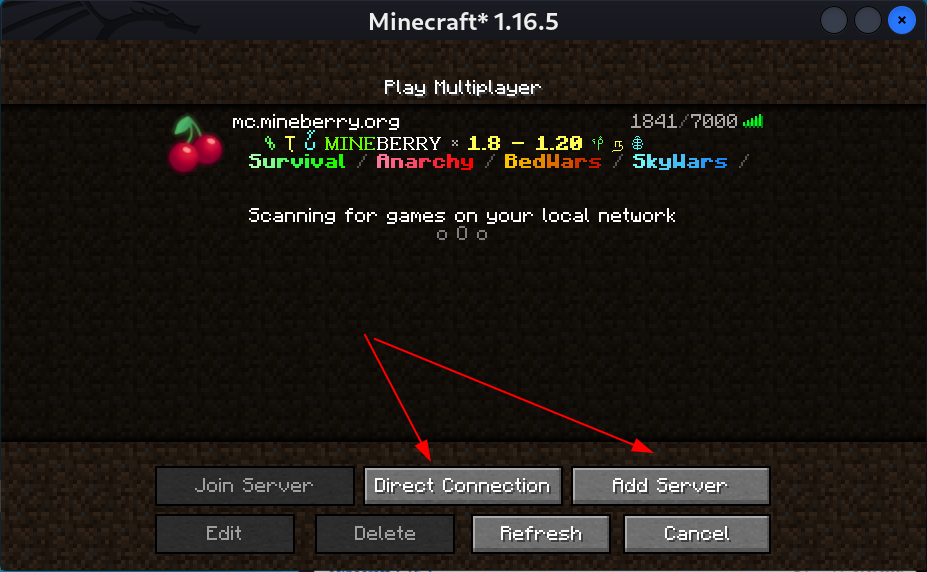 Minecraft* 1.16.5
Play Multiplayer
mc.mineberry.org 1841/7000
MINEBERRY × 1.8 – 1.20
Survival / Anarchy / BedWars / SkyWars /
Scanning for games on your local network
o O o
Join Server Direct Connection Add Server
Edit Delete Refresh Cancel